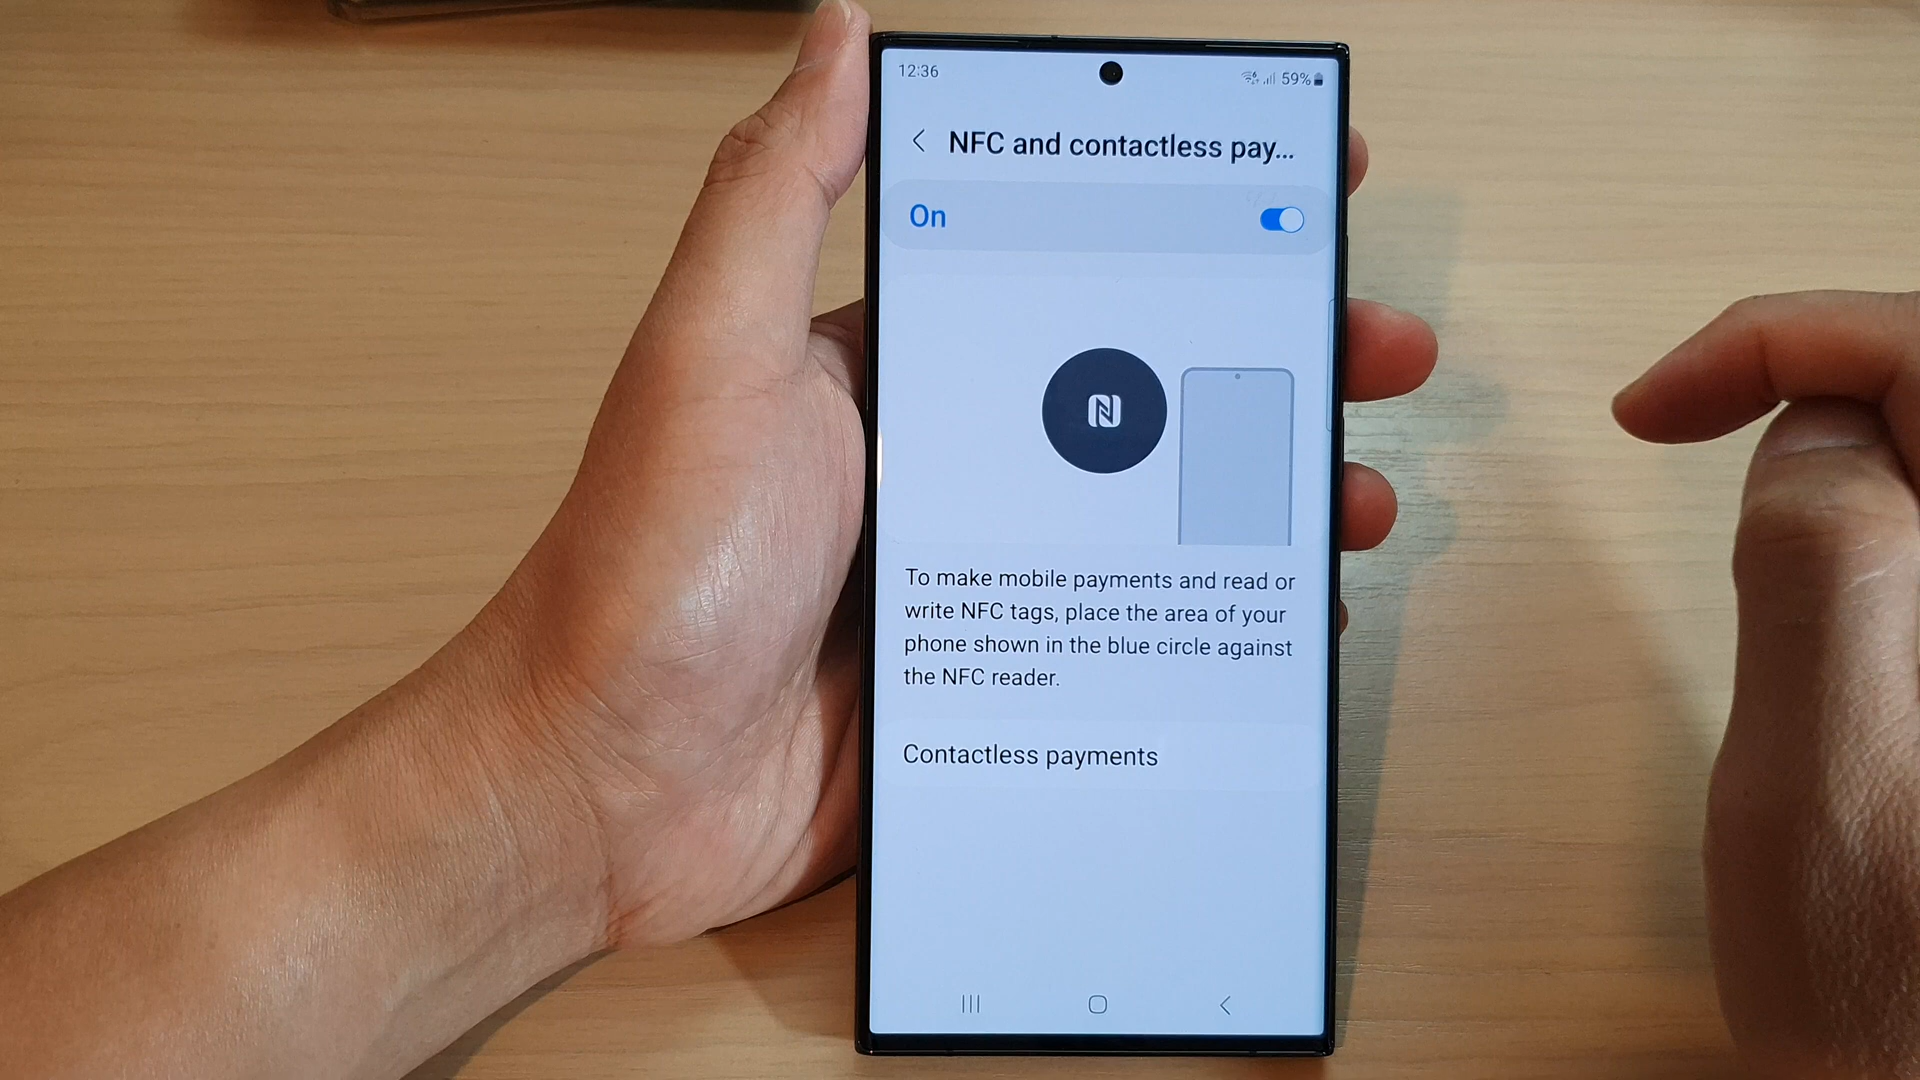 12:36
59%
NFC and contactless pay...
On
To make mobile payments and read or
write NFC tags, place the area of your
phone shown in the blue circle against
the NFC reader.
Contactless payments